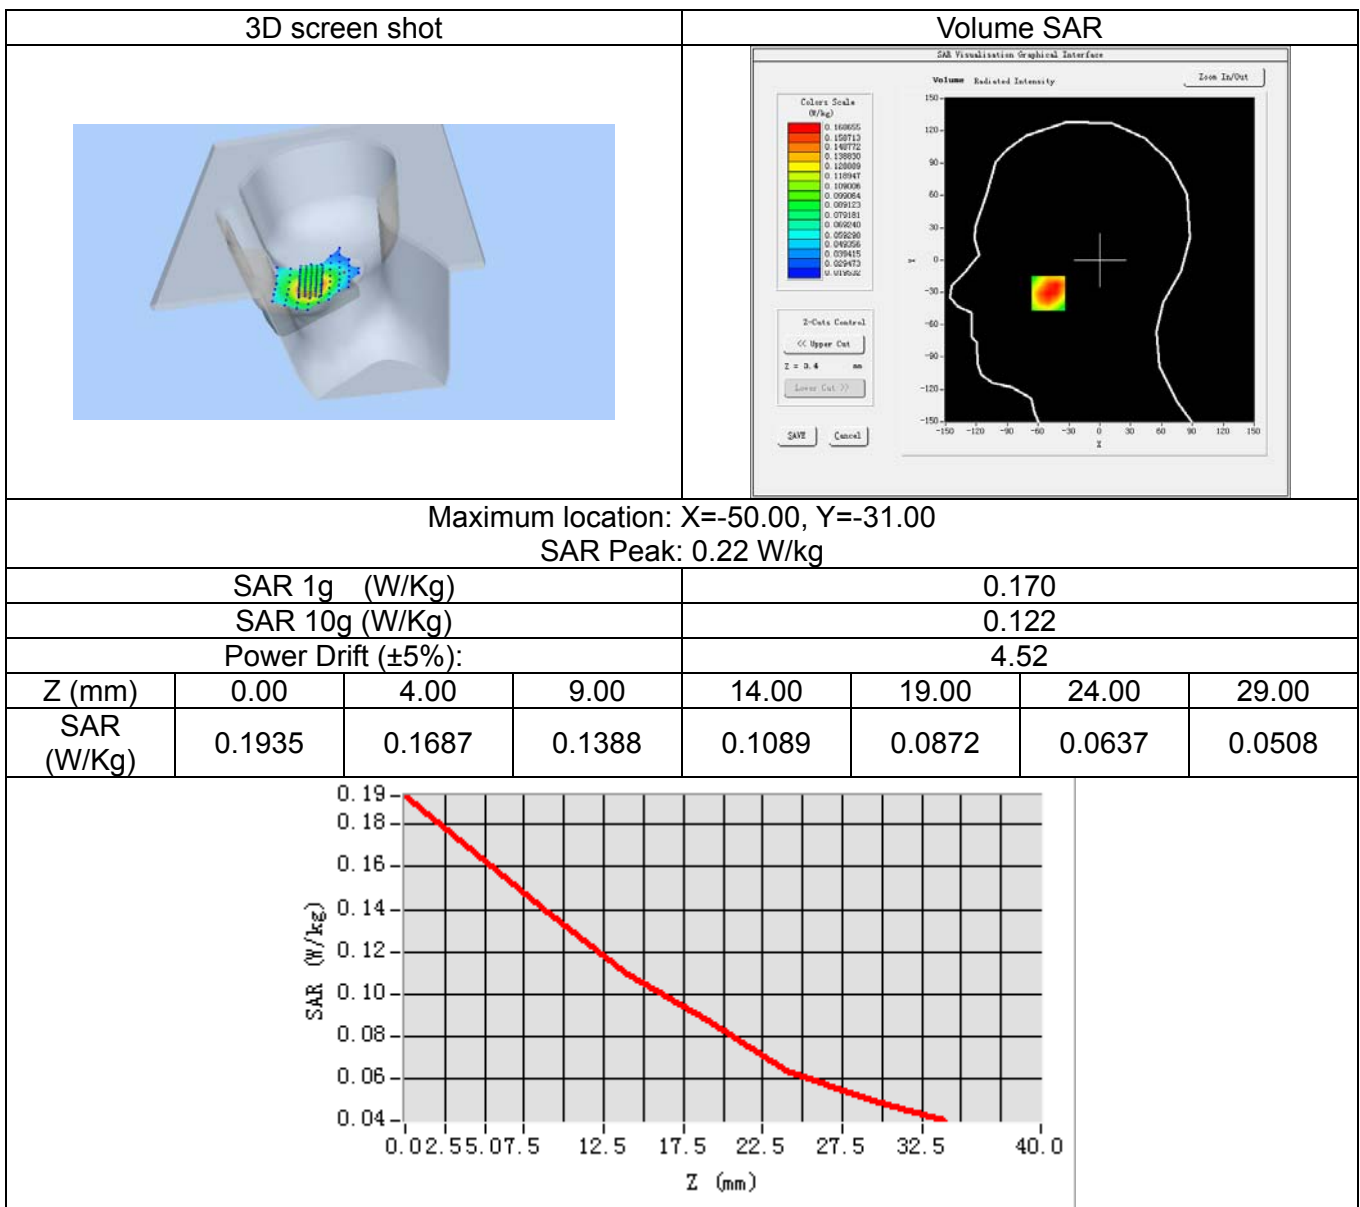 3D screen shot
Volume SAR
SAR Visualisation Graphical Interface
Volume Radiated Intensity
Zoom In/Out
Colors Scale
(W/kg)
0.168655
0.158713
0.148772
0.138830
0.128889
0.118947
0.109006
0.099064
0.089123
0.079181
0.069240
0.059298
0.049356
0.039415
0.029473
0.019532
Z-Cuts Control
<< Upper Cut
Z = 0.4 mm
Lower Cut >>
SAVE Cancel
150
120
90
60
30
0
-30
-60
-90
-120
-150
Y
-150 -120 -90 -60 -30 0 30 60 90 120 150
X
Maximum location: X=-50.00, Y=-31.00
SAR Peak: 0.22 W/kg
SAR 1g (W/Kg) 0.170
SAR 10g (W/Kg) 0.122
Power Drift (±5%): 4.52
Z (mm) 0.00 4.00 9.00 14.00 19.00 24.00 29.00
SAR
(W/Kg) 0.1935 0.1687 0.1388 0.1089 0.0872 0.0637 0.0508
0.19
0.18
0.16
0.14
0.12
0.10
0.08
0.06
0.04
SAR (W/kg)
0.0 2.5 5.0 7.5 12.5 17.5 22.5 27.5 32.5 40.0
Z (mm)